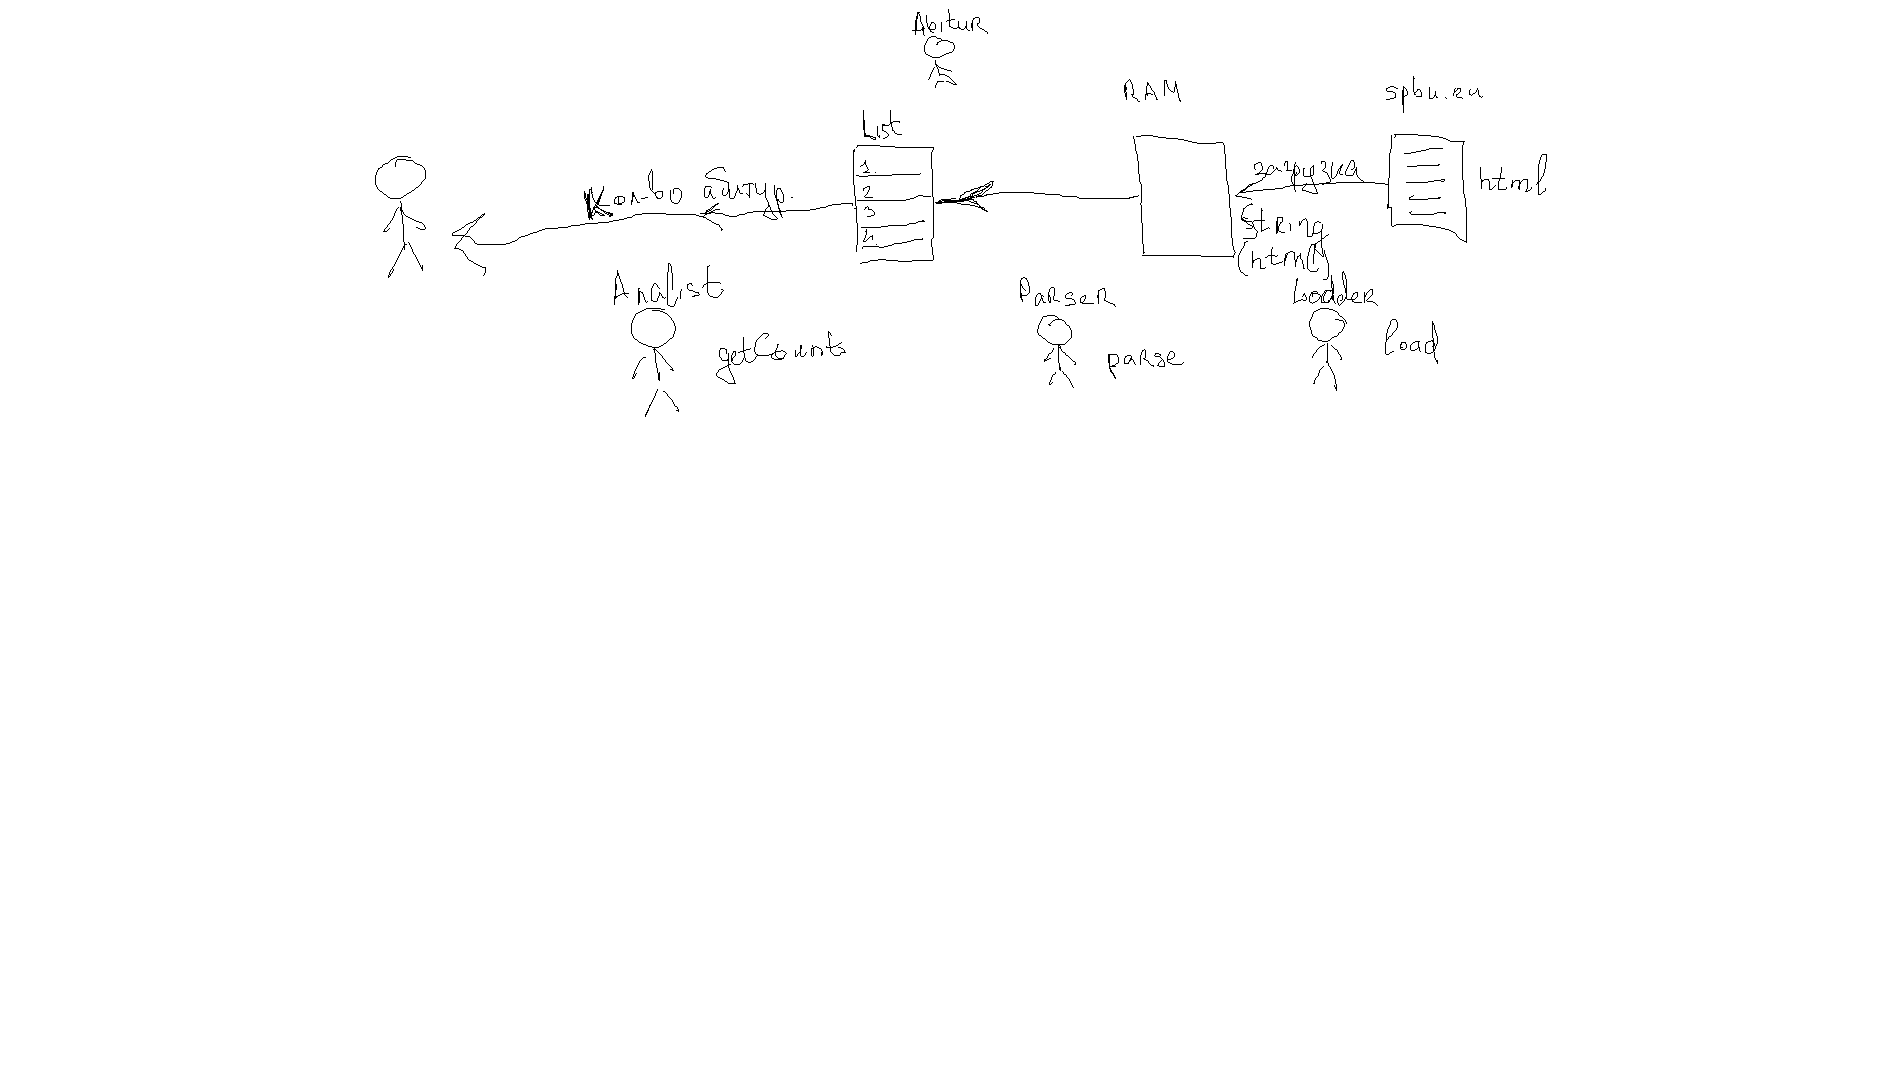 Abitur
RAM
spbu.ru
List
1.
2
3
4
Кол-во абитур.
загрузка
html
String
(html)
Analist
getCounts
Parser
parse
Loader
load